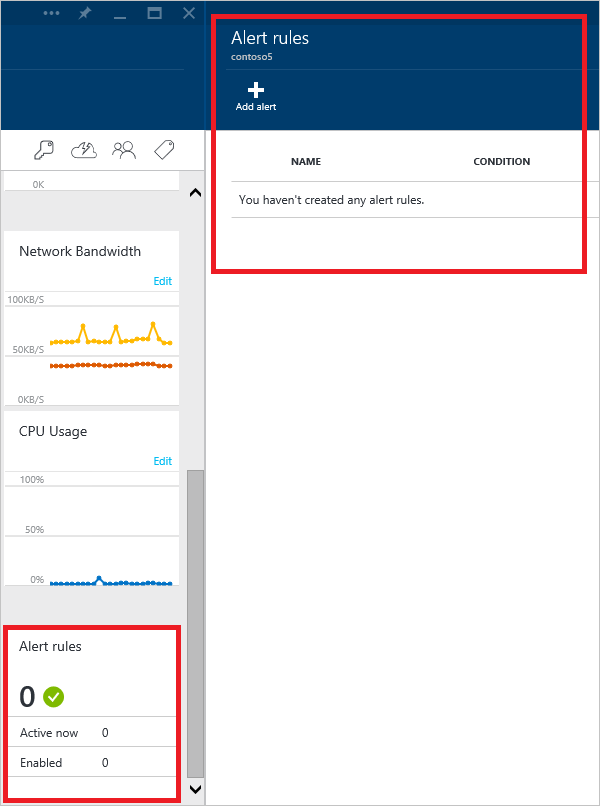 Alert rules
contoso5
Add alert
NAME CONDITION
You haven't created any alert rules.
0K
Network Bandwidth
Edit
100KB/S
50KB/S
0KB/S
CPU Usage
Edit
100%
50%
0%
Alert rules
0
Active now 0
Enabled 0